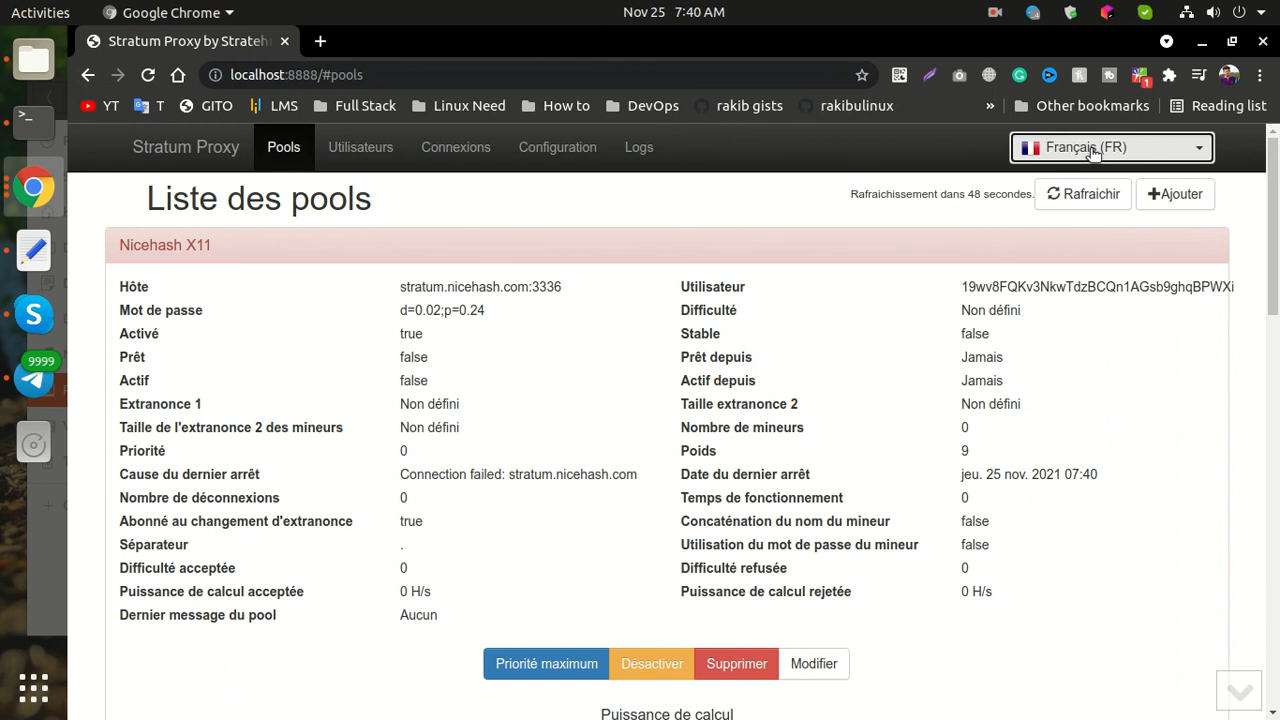 Activities Google Chrome Nov 25 7:40 AM
Stratum Proxy by Strateh
localhost:8888/#pools
YT T GITO LMS Full Stack Linux Need How to DevOps rakib gists rakibulinux » Other bookmarks Reading list
1
Stratum Proxy Pools Utilisateurs Connexions Configuration Logs Français (FR)
Liste des pools
Rafraichissement dans 48 secondes. Rafraichir Ajouter
Nicehash X11
Hôte stratum.nicehash.com:3336 Utilisateur 19wv8FQKv3NkwTdzBCQn1AGsb9ghqBPWXi
Mot de passe d=0.02;p=0.24 Difficulté Non défini
Activé true Stable false
Prêt false Prêt depuis Jamais
Actif false Actif depuis Jamais
Extranonce 1 Non défini Taille extranonce 2 Non défini
Taille de l'extranonce 2 des mineurs Non défini Nombre de mineurs 0
Priorité 0 Poids 9
Cause du dernier arrêt Connection failed: stratum.nicehash.com Date du dernier arrêt jeu. 25 nov. 2021 07:40
Nombre de déconnexions 0 Temps de fonctionnement 0
Abonné au changement d'extranonce true Concaténation du nom du mineur false
Séparateur . Utilisation du mot de passe du mineur false
Difficulté acceptée 0 Difficulté refusée 0
Puissance de calcul acceptée 0 H/s Puissance de calcul rejetée 0 H/s
Dernier message du pool Aucun
Priorité maximum Désactiver Supprimer Modifier
Puissance de calcul
9999